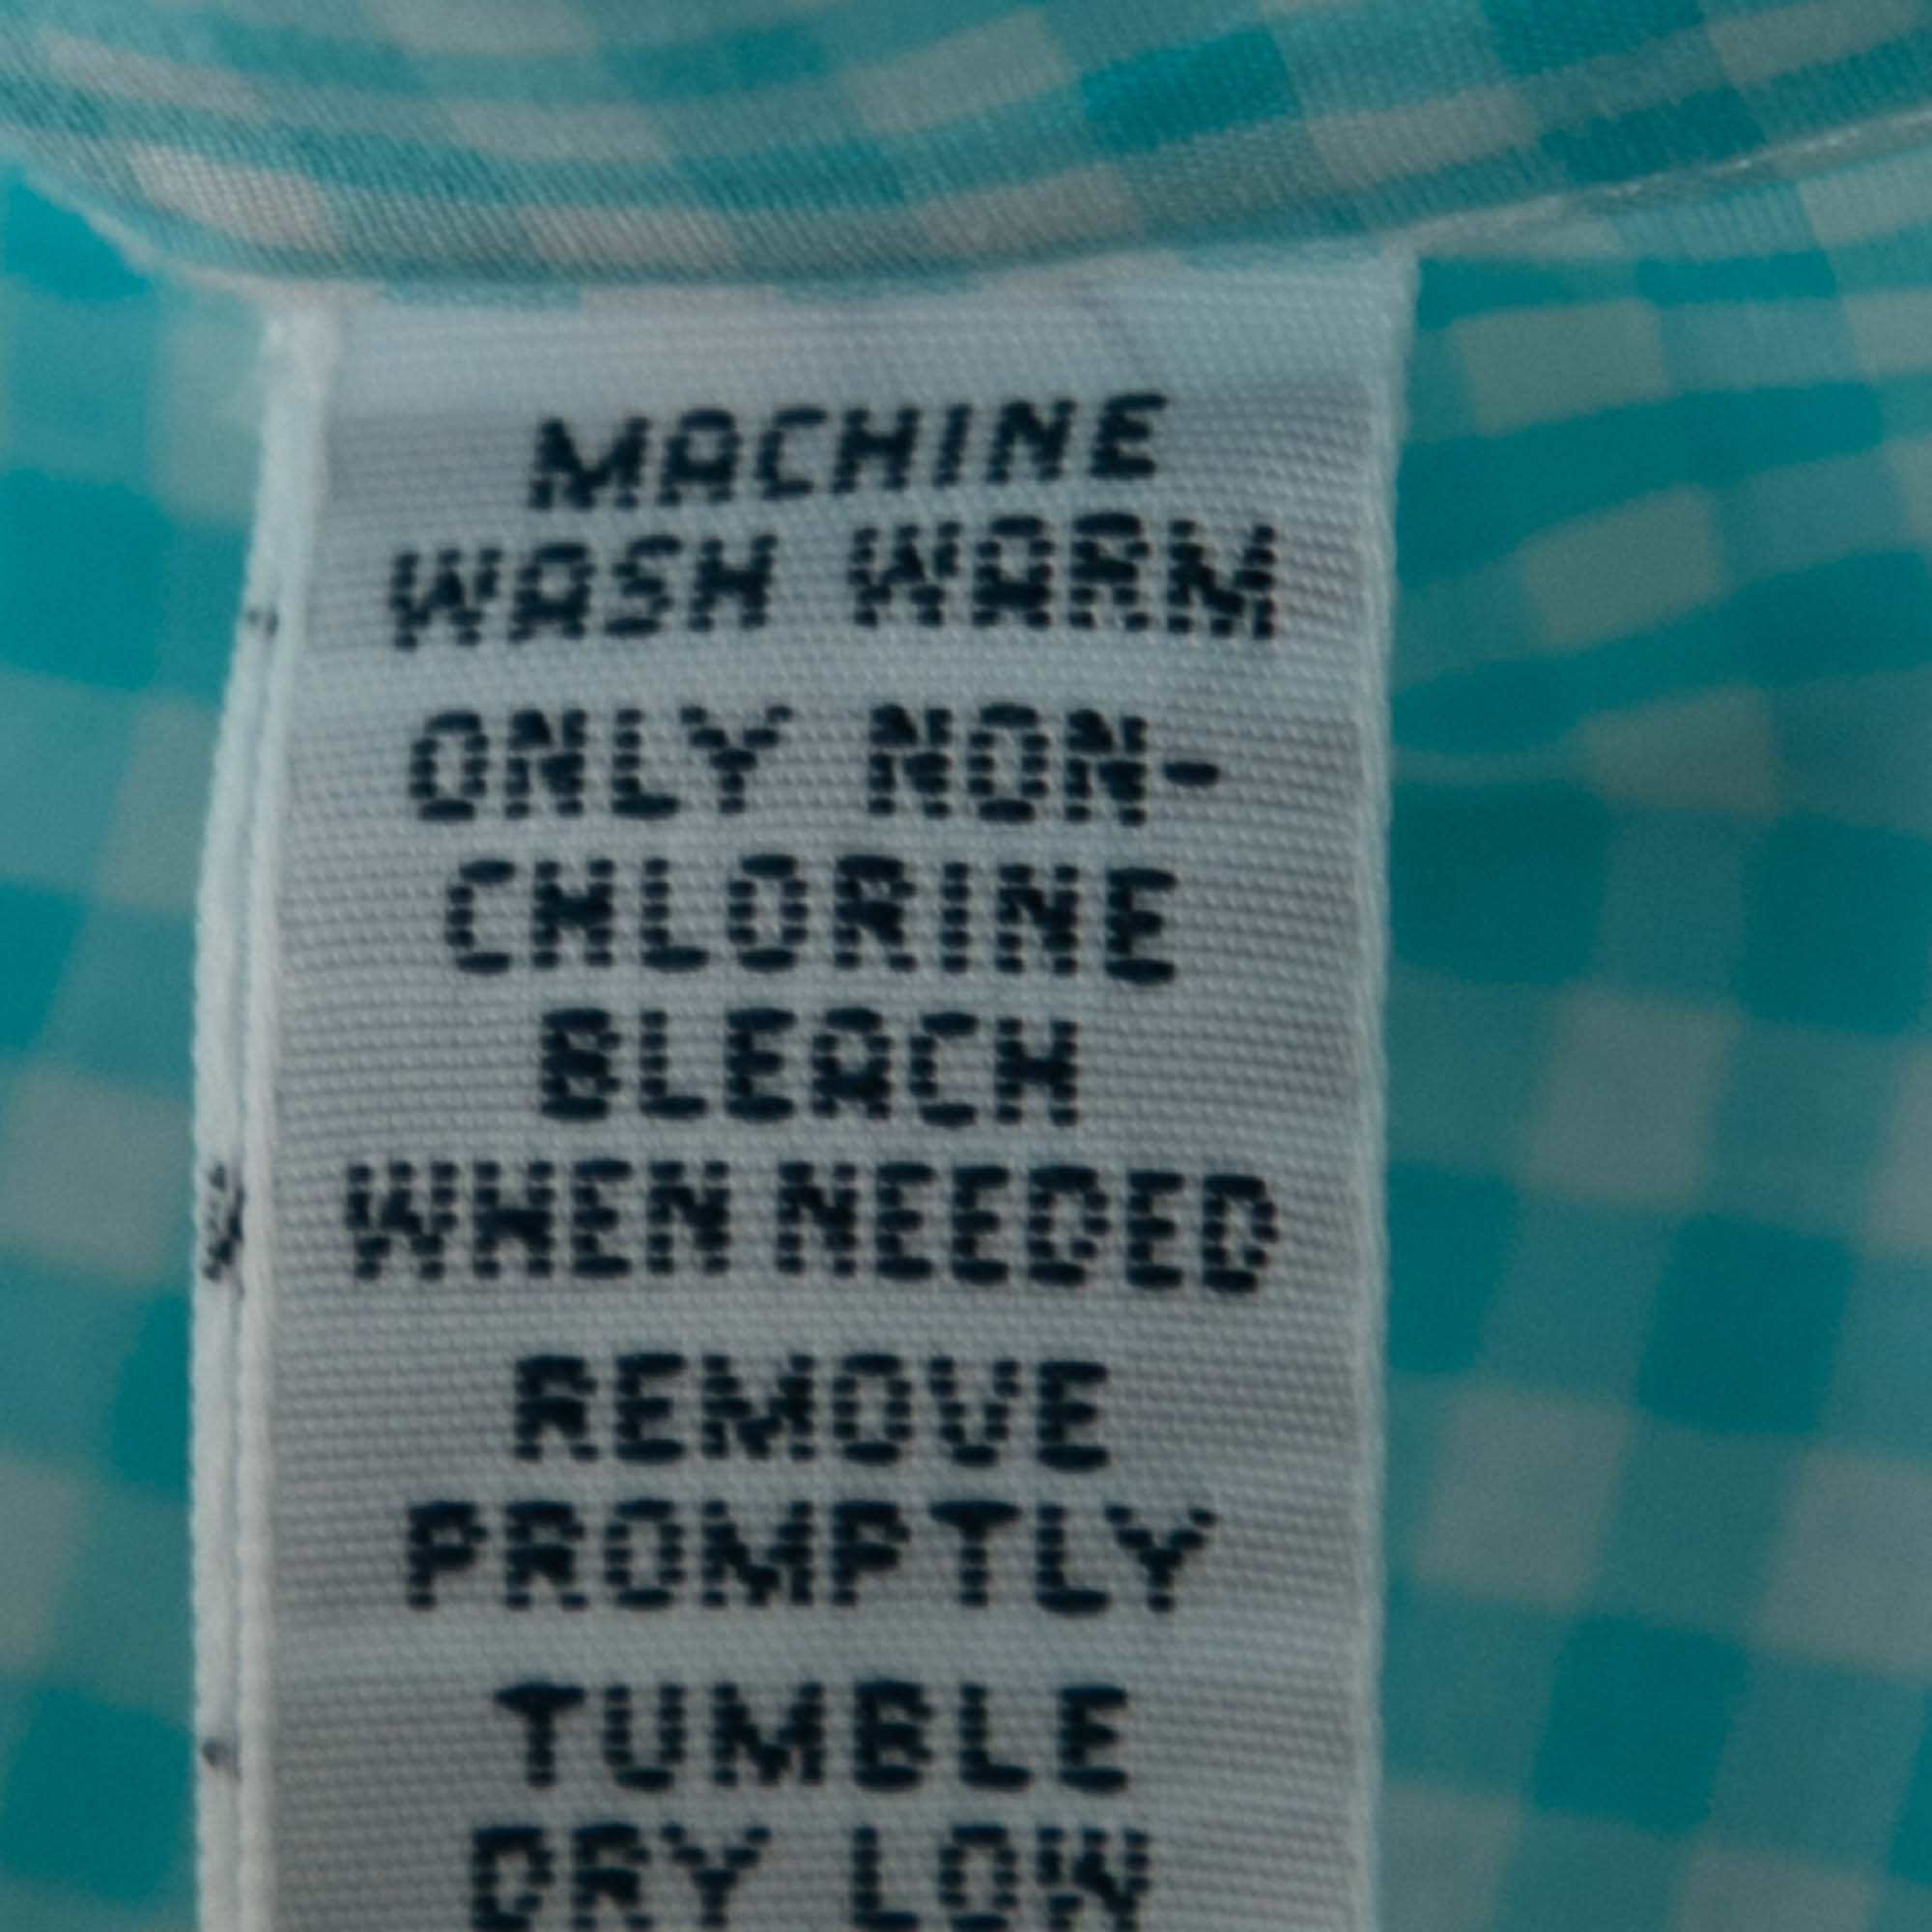 MACHINE
WASH WARM
ONLY NON-
CHLORINE
BLEACH
WHEN NEEDED
REMOVE
PROMPTLY
TUMBLE
DRY LOW